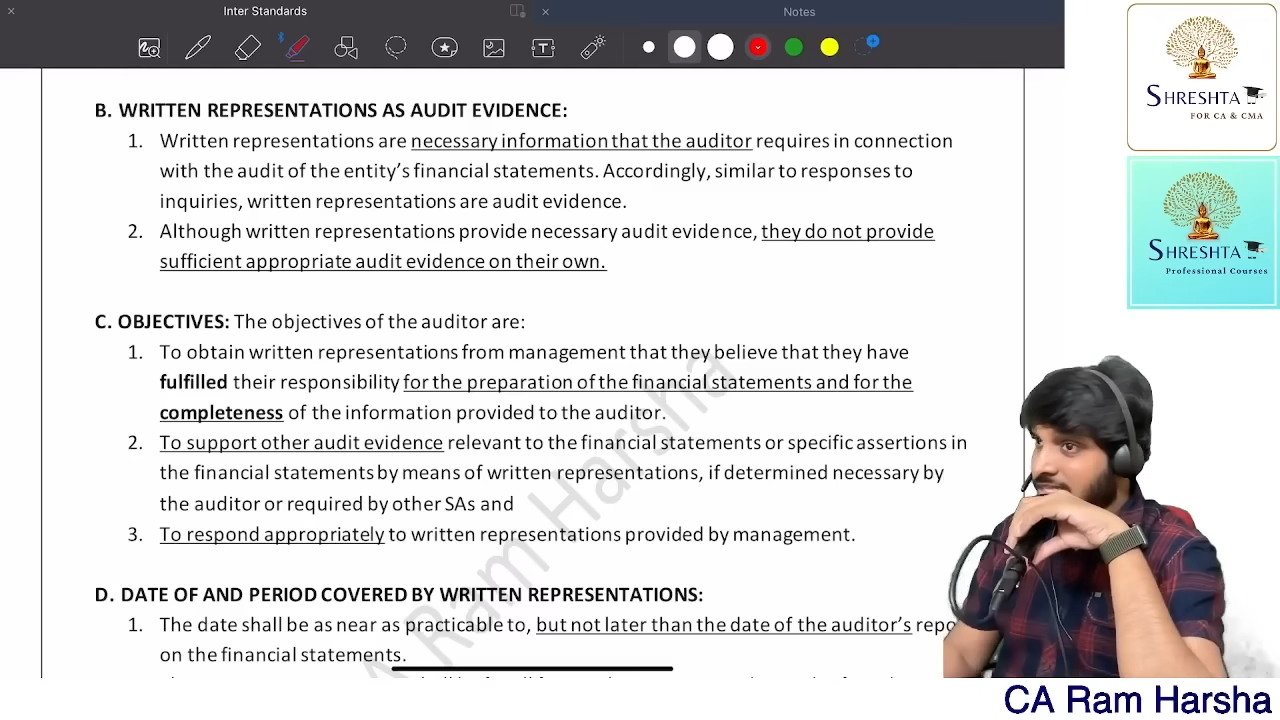 Inter Standards
Notes
B. WRITTEN REPRESENTATIONS AS AUDIT EVIDENCE:
1. Written representations are necessary information that the auditor requires in connection
with the audit of the entity’s financial statements. Accordingly, similar to responses to
inquiries, written representations are audit evidence.
2. Although written representations provide necessary audit evidence, they do not provide
sufficient appropriate audit evidence on their own.
C. OBJECTIVES: The objectives of the auditor are:
1. To obtain written representations from management that they believe that they have
fulfilled their responsibility for the preparation of the financial statements and for the
completeness of the information provided to the auditor.
2. To support other audit evidence relevant to the financial statements or specific assertions in
the financial statements by means of written representations, if determined necessary by
the auditor or required by other SAs and
3. To respond appropriately to written representations provided by management.
D. DATE OF AND PERIOD COVERED BY WRITTEN REPRESENTATIONS:
1. The date shall be as near as practicable to, but not later than the date of the auditor’s repo
on the financial statements.
Ram Harsha
SHRESHTA
FOR CA & CMA
SHRESHTA
Professional Courses
CA Ram Harsha